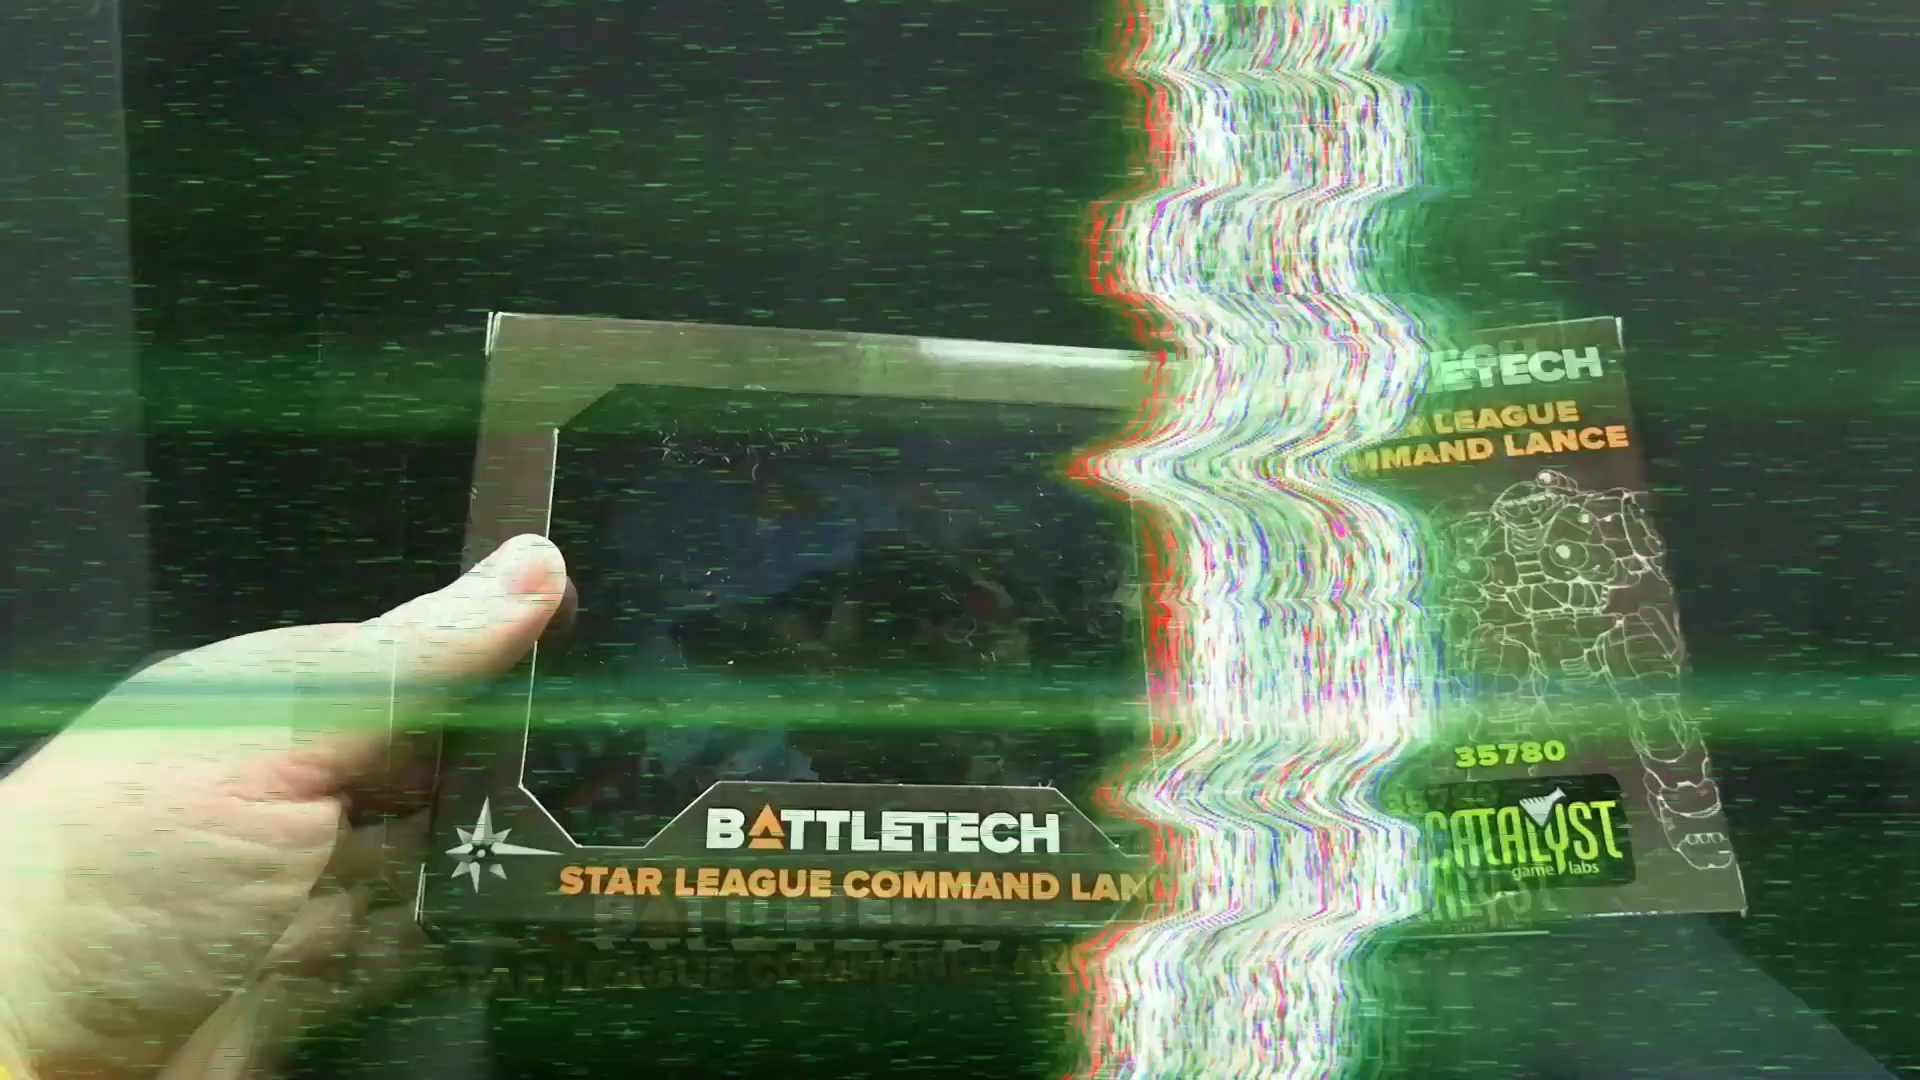 BATTLETECH
STAR LEAGUE COMMAND LAN
ETECH
LEAGUE
MMAND LANCE
35780
CATALYST
game labs